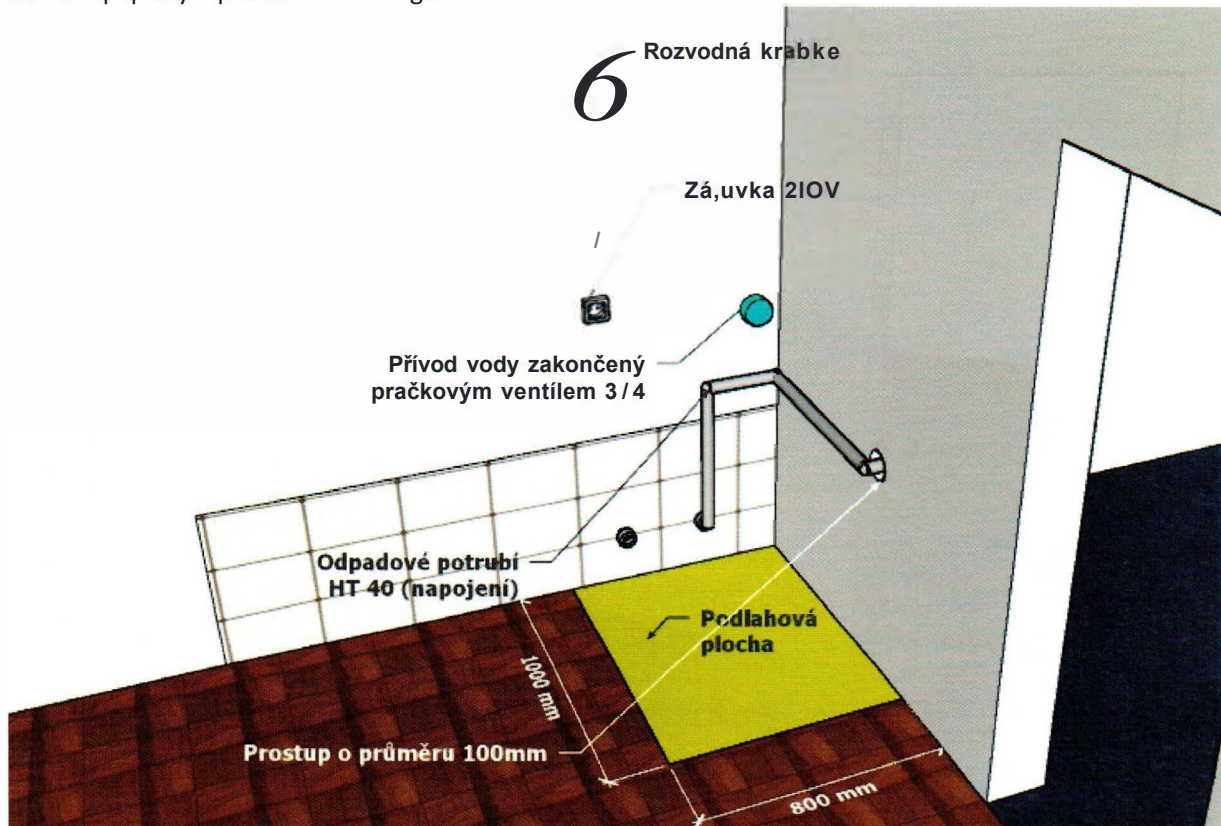 6
Rozvodná krabke
Zá,uvka 2IOV
/
Přívod vody zakončený
pračkovým ventílem 3/4
Odpadové potrubí
HT 40 (napojení)
Podlahová
plocha
1000 mm
Prostup o průměru 100mm
800 mm